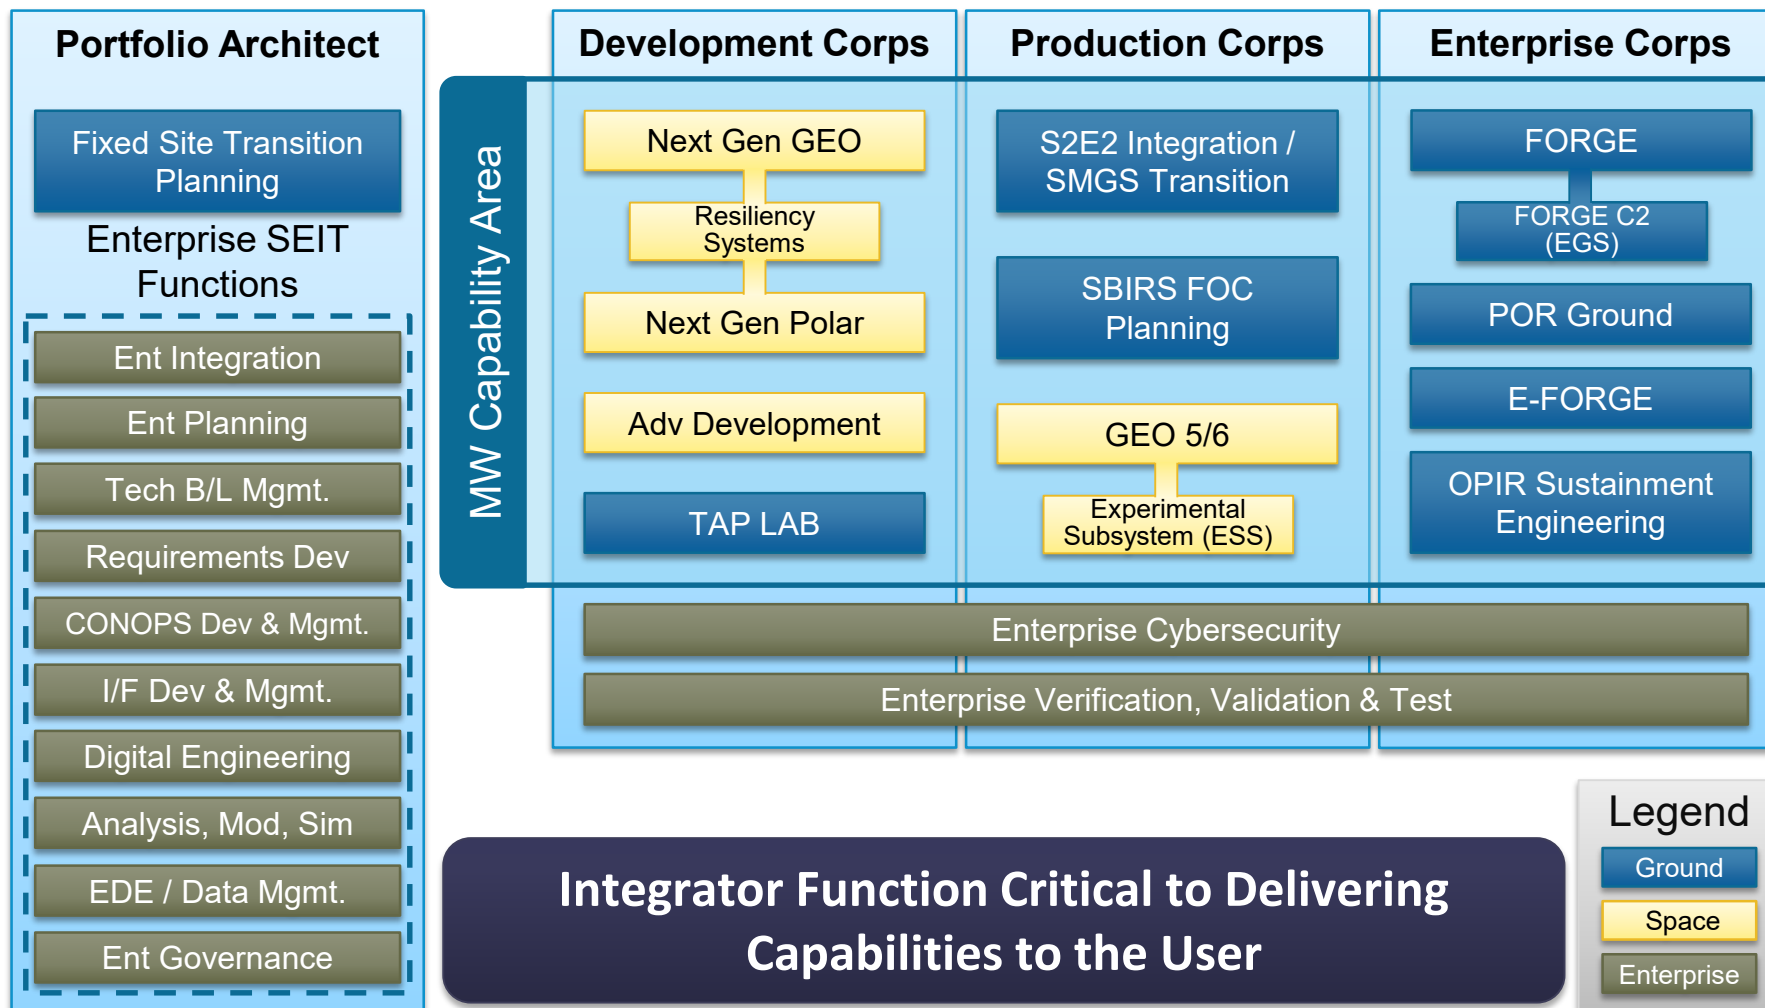 Portfolio Architect
Fixed Site Transition
Planning
Enterprise SEIT
Functions
Ent Integration
Ent Planning
Tech B/L Mgmt.
Requirements Dev
CONOPS Dev & Mgmt.
I/F Dev & Mgmt.
Digital Engineering
Analysis, Mod, Sim
EDE / Data Mgmt.
Ent Governance
MW Capability Area
Development Corps
Next Gen GEO
Resiliency
Systems
Next Gen Polar
Adv Development
TAP LAB
Production Corps
S2E2 Integration /
SMGS Transition
SBIRS FOC
Planning
GEO 5/6
Experimental
Subsystem (ESS)
Enterprise Corps
FORGE
FORGE C2
(EGS)
POR Ground
E-FORGE
OPIR Sustainment
Engineering
Enterprise Cybersecurity
Enterprise Verification, Validation & Test
Integrator Function Critical to Delivering
Capabilities to the User
Legend
Ground
Space
Enterprise